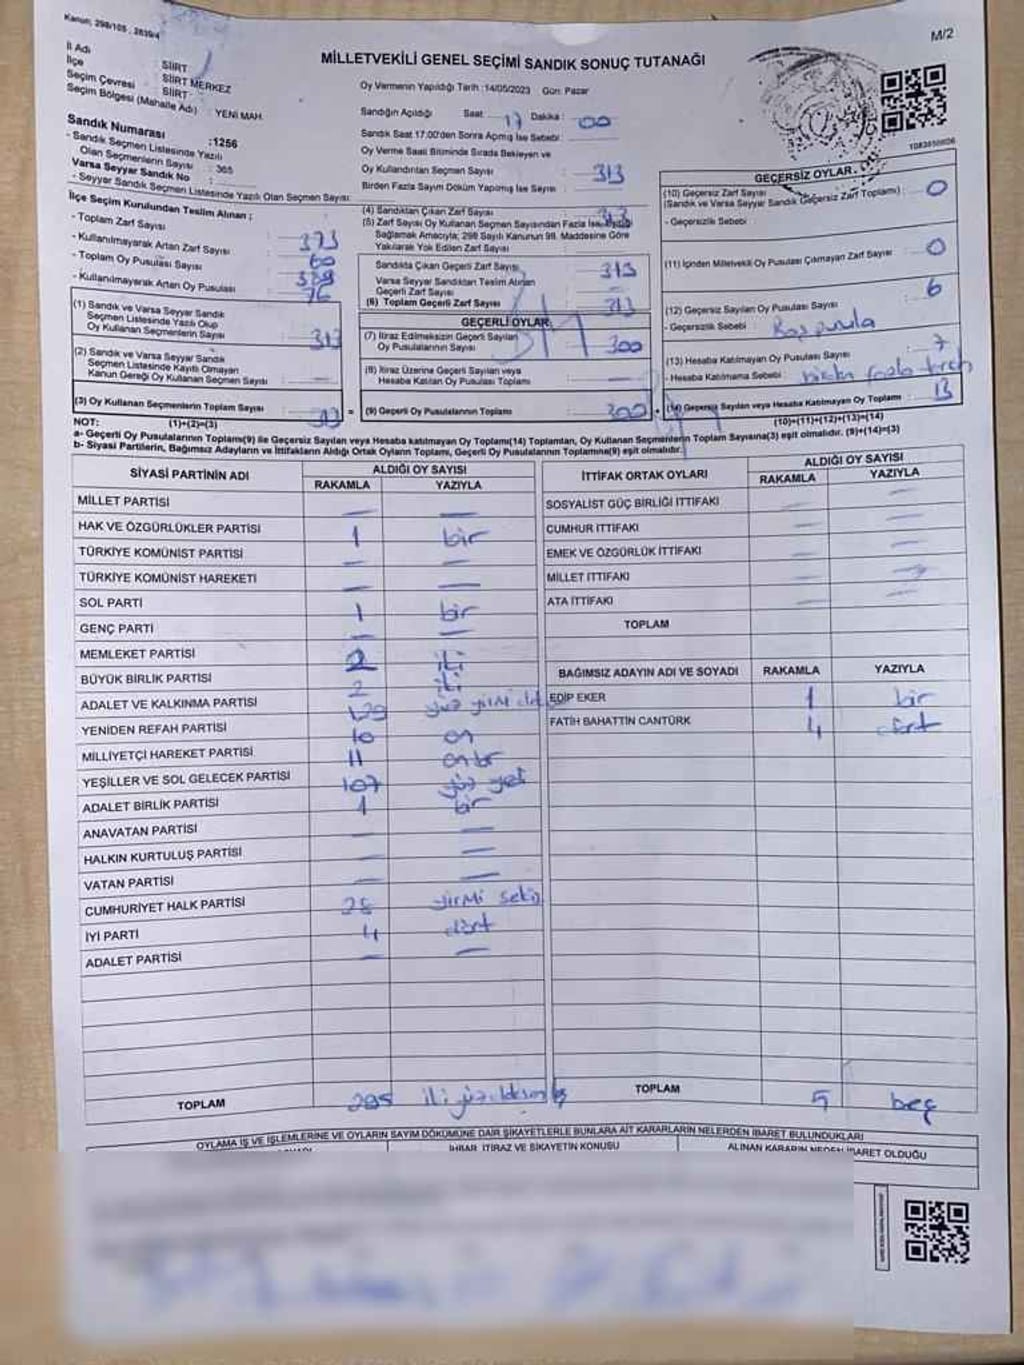 Kanun; 298/105 ; 2839/4
M/2
MİLLETVEKİLİ GENEL SEÇİMİ SANDIK SONUÇ TUTANAĞI
İl Adı : SİİRT
İlçe : SİİRT MERKEZ
Seçim Çevresi : SİİRT
Seçim Bölgesi (Mahalle Adı) : YENİ MAH.
Sandık Numarası :1256
- Sandık Seçmen Listesinde Yazılı
Olan Seçmenlerin Sayısı : 365
Varsa Seyyar Sandık No :
- Seyyar Sandık Seçmen Listesinde Yazılı Olan Seçmen Sayısı:
Oy Vermenin Yapıldığı Tarih :14/05/2023 Gün: Pazar
Sandığın Açıldığı Saat : 17 Dakika : 00
Sandık Saat 17.00'den Sonra Açmış İse Sebebi:
Oy Verme Saati Bitiminde Sırada Bekleyen ve
Oy Kullandırılan Seçmen Sayısı : 313
Birden Fazla Sayım Döküm Yapmış İse Sayısı :
İlçe Seçim Kurulundan Teslim Alınan ;
- Toplam Zarf Sayısı : 373
- Kullanılmayarak Artan Zarf Sayısı : 60
- Toplam Oy Pusulası Sayısı : 389
- Kullanılmayarak Artan Oy Pusulası : 76
(1) Sandık ve Varsa Seyyar Sandık
Seçmen Listesinde Yazılı Olup
Oy Kullanan Seçmenlerin Sayısı : 313
(2) Sandık ve Varsa Seyyar Sandık
Seçmen Listesinde Kayıtlı Olmayan
Kanun Gereği Oy Kullanan Seçmen Sayısı : —
(3) Oy Kullanan Seçmenlerin Toplam Sayısı : 313
(1)+(2)=(3)
(4) Sandıktan Çıkan Zarf Sayısı : 313
(5) Zarf Sayısı Oy Kullanan Seçmen Sayısından Fazla İse, Eşitliği
Sağlamak Amacıyla; 298 Sayılı Kanunun 98. Maddesine Göre
Yakılarak Yok Edilen Zarf Sayısı :
Sandıkta Çıkan Geçerli Zarf Sayısı : 313
Varsa Seyyar Sandıktan Teslim Alınan
Geçerli Zarf Sayısı :
(6) Toplam Geçerli Zarf Sayısı : 313
GEÇERLİ OYLAR
(7) İtiraz Edilmeksizin Geçerli Sayılan
Oy Pusulalarının Sayısı : 300
(8) İtiraz Üzerine Geçerli Sayılan veya
Hesaba Katılan Oy Pusulaları Toplamı : —
(9) Geçerli Oy Pusulalarının Toplamı : 300
1083850606
GEÇERSİZ OYLAR
(10) Geçersiz Zarf Sayısı
(Sandık ve Varsa Seyyar Sandık Geçersiz Zarf Toplamı) : 0
- Geçersizlik Sebebi :
(11) İçinden Milletvekili Oy Pusulası Çıkmayan Zarf Sayısı : 0
(12) Geçersiz Sayılan Oy Pusulası Sayısı : 6
- Geçersizlik Sebebi : Boş pusula
(13) Hesaba Katılmayan Oy Pusulası Sayısı : 7
- Hesaba Katılmama Sebebi : birden fazla tercih
(14) Geçersiz Sayılan veya Hesaba Katılmayan Oy Toplamı : 13
(10)+(11)+(12)+(13)=(14)
NOT:
a- Geçerli Oy Pusulalarının Toplamı(9) ile Geçersiz Sayılan veya Hesaba katılmayan Oy Toplamı(14) Toplamları, Oy Kullanan Seçmenlerin Toplam Sayısına(3) eşit olmalıdır. (9)+(14)=(3)
b- Siyasi Partilerin, Bağımsız Adayların ve İttifakların Aldığı Ortak Oyların Toplamı, Geçerli Oy Pusulalarının Toplamına(9) eşit olmalıdır.
SİYASİ PARTİNİN ADI ALDIĞI OY SAYISI
RAKAMLA YAZIYLA
MİLLET PARTİSİ — —
HAK VE ÖZGÜRLÜKLER PARTİSİ 1 bir
TÜRKİYE KOMÜNİST PARTİSİ — —
TÜRKİYE KOMÜNİST HAREKETİ — —
SOL PARTİ 1 bir
GENÇ PARTİ — —
MEMLEKET PARTİSİ 2 iki
BÜYÜK BİRLİK PARTİSİ 2 iki
ADALET VE KALKINMA PARTİSİ 129 yüz yirmi
YENİDEN REFAH PARTİSİ 10 on
MİLLİYETÇİ HAREKET PARTİSİ 11 onbir
YEŞİLLER VE SOL GELECEK PARTİSİ 107 yüz yedi
ADALET BİRLİK PARTİSİ 1 bir
ANAVATAN PARTİSİ — —
HALKIN KURTULUŞ PARTİSİ — —
VATAN PARTİSİ — —
CUMHURİYET HALK PARTİSİ 28 yirmi sekiz
İYİ PARTİ 4 dört
ADALET PARTİSİ — —
TOPLAM 295 iki yüz doksan beş
İTTİFAK ORTAK OYLARI ALDIĞI OY SAYISI
RAKAMLA YAZIYLA
SOSYALİST GÜÇ BİRLİĞİ İTTİFAKI — —
CUMHUR İTTİFAKI — —
EMEK VE ÖZGÜRLÜK İTTİFAKI — —
MİLLET İTTİFAKI — —
ATA İTTİFAKI — —
TOPLAM
BAĞIMSIZ ADAYIN ADI VE SOYADI RAKAMLA YAZIYLA
EDİP EKER 1 bir
FATİH BAHATTİN CANTÜRK 4 dört
TOPLAM 5 beş
OYLAMA İŞ VE İŞLEMLERİNE VE OYLARIN SAYIM DÖKÜMÜNE DAİR ŞİKAYETLERLE BUNLARA AİT KARARLARIN NELERDEN İBARET BULUNDUKLARI
İHBAR, İTİRAZ VE ŞİKAYETİN KONUSU
ALINAN KARARIN NEDEN İBARET OLDUĞU